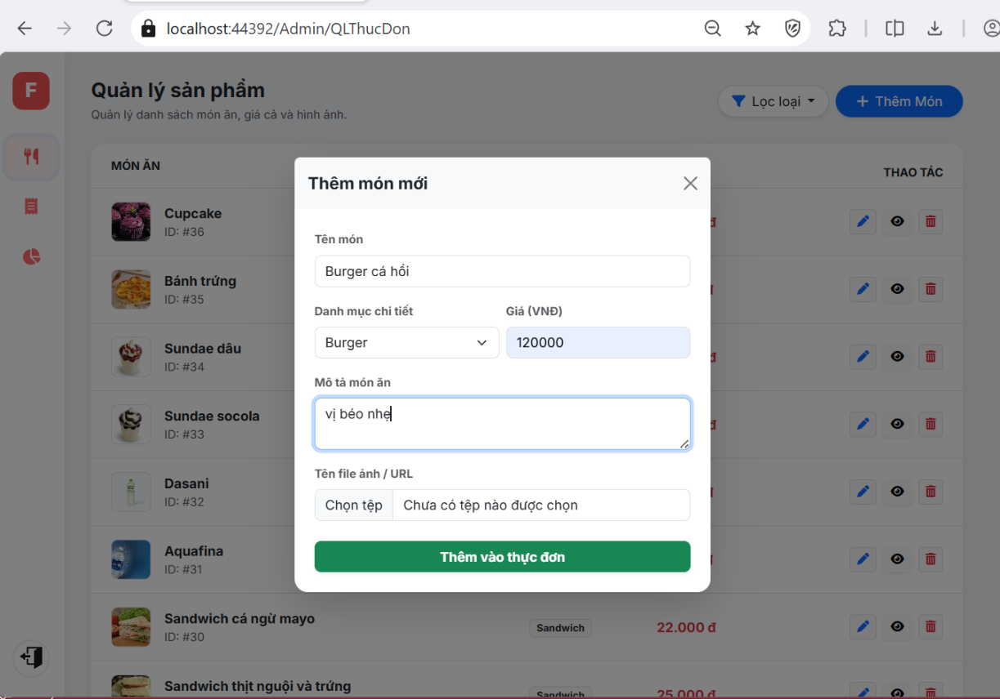 localhost:44392/Admin/QLThucDon
F
Quản lý sản phẩm
Quản lý danh sách món ăn, giá cả và hình ảnh.
Lọc loại
+ Thêm Món
MÓN ĂN
THAO TÁC
Thêm món mới
Cupcake
ID: #36
đ
Tên món
Burger cá hồi
Bánh trứng
ID: #35
Danh mục chi tiết
Giá (VNĐ)
Burger
120000
Sundae dâu
ID: #34
đ
Mô tả món ăn
vị béo nhẹ
Sundae socola
ID: #33
đ
Tên file ảnh / URL
Chọn tệp
Chưa có tệp nào được chọn
Dasani
ID: #32
Thêm vào thực đơn
Aquafina
ID: #31
Sandwich cá ngừ mayo
ID: #30
Sandwich
22.000 đ
Sandwich thịt nguội và trứng
Sandwich
25.000 đ